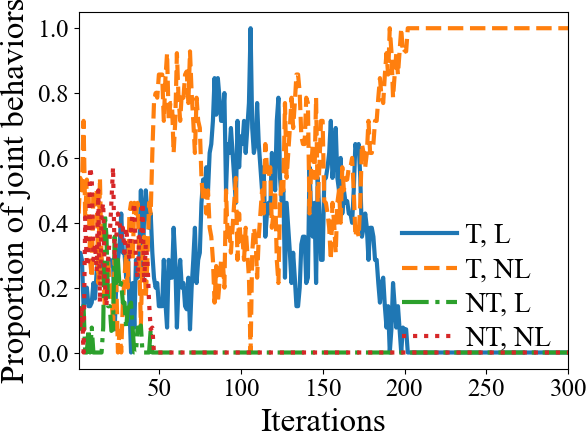 Proportion of joint behaviors
1.0
0.8
0.6
0.4
0.2
0.0
T, L
T, NL
NT, L
NT, NL
50 100 150 200 250 300
Iterations